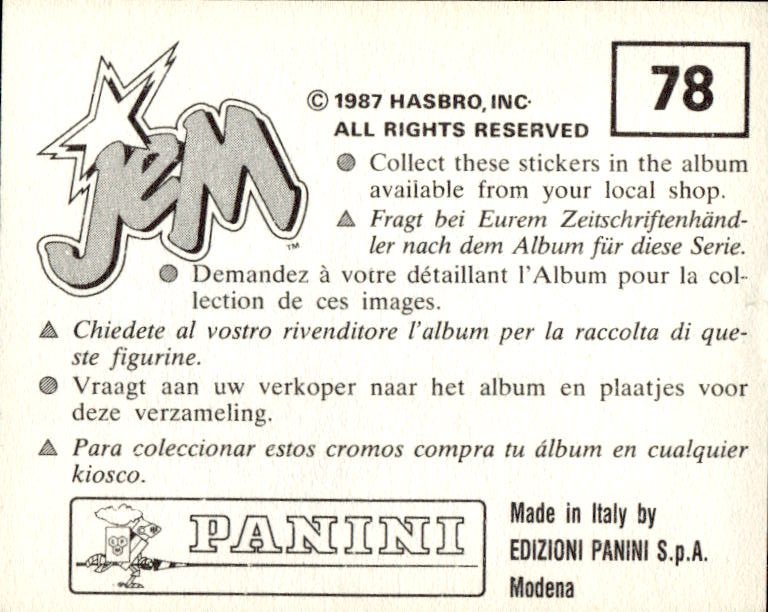 78
Jem
TM
© 1987 HASBRO, INC.
ALL RIGHTS RESERVED
Collect these stickers in the album
available from your local shop.
Fragt bei Eurem Zeitschriftenhänd-
ler nach dem Album für diese Serie.
Demandez à votre détaillant l'Album pour la col-
lection de ces images.
Chiedete al vostro rivenditore l'album per la raccolta di que-
ste figurine.
Vraagt aan uw verkoper naar het album en plaatjes voor
deze verzameling.
Para coleccionar estos cromos compra tu álbum en cualquier
kiosco.
PANINI
Made in Italy by
EDIZIONI PANINI S.p.A.
Modena